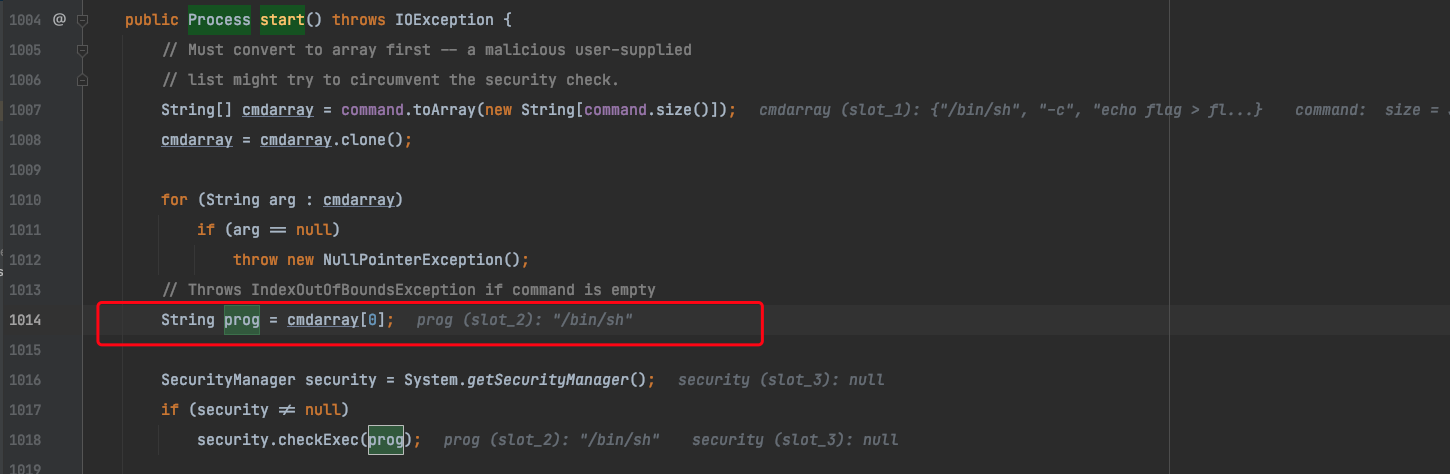 1004 @ public Process start() throws IOException {
1005 // Must convert to array first -- a malicious user-supplied
1006 // list might try to circumvent the security check.
1007 String[] cmdarray = command.toArray(new String[command.size()]); cmdarray (slot_1): {"/bin/sh", "-c", "echo flag > fl...} command: size =
1008 cmdarray = cmdarray.clone();
1009
1010 for (String arg : cmdarray)
1011 if (arg == null)
1012 throw new NullPointerException();
1013 // Throws IndexOutOfBoundsException if command is empty
1014 String prog = cmdarray[0]; prog (slot_2): "/bin/sh"
1015
1016 SecurityManager security = System.getSecurityManager(); security (slot_3): null
1017 if (security != null)
1018 security.checkExec(prog); prog (slot_2): "/bin/sh" security (slot_3): null
1019